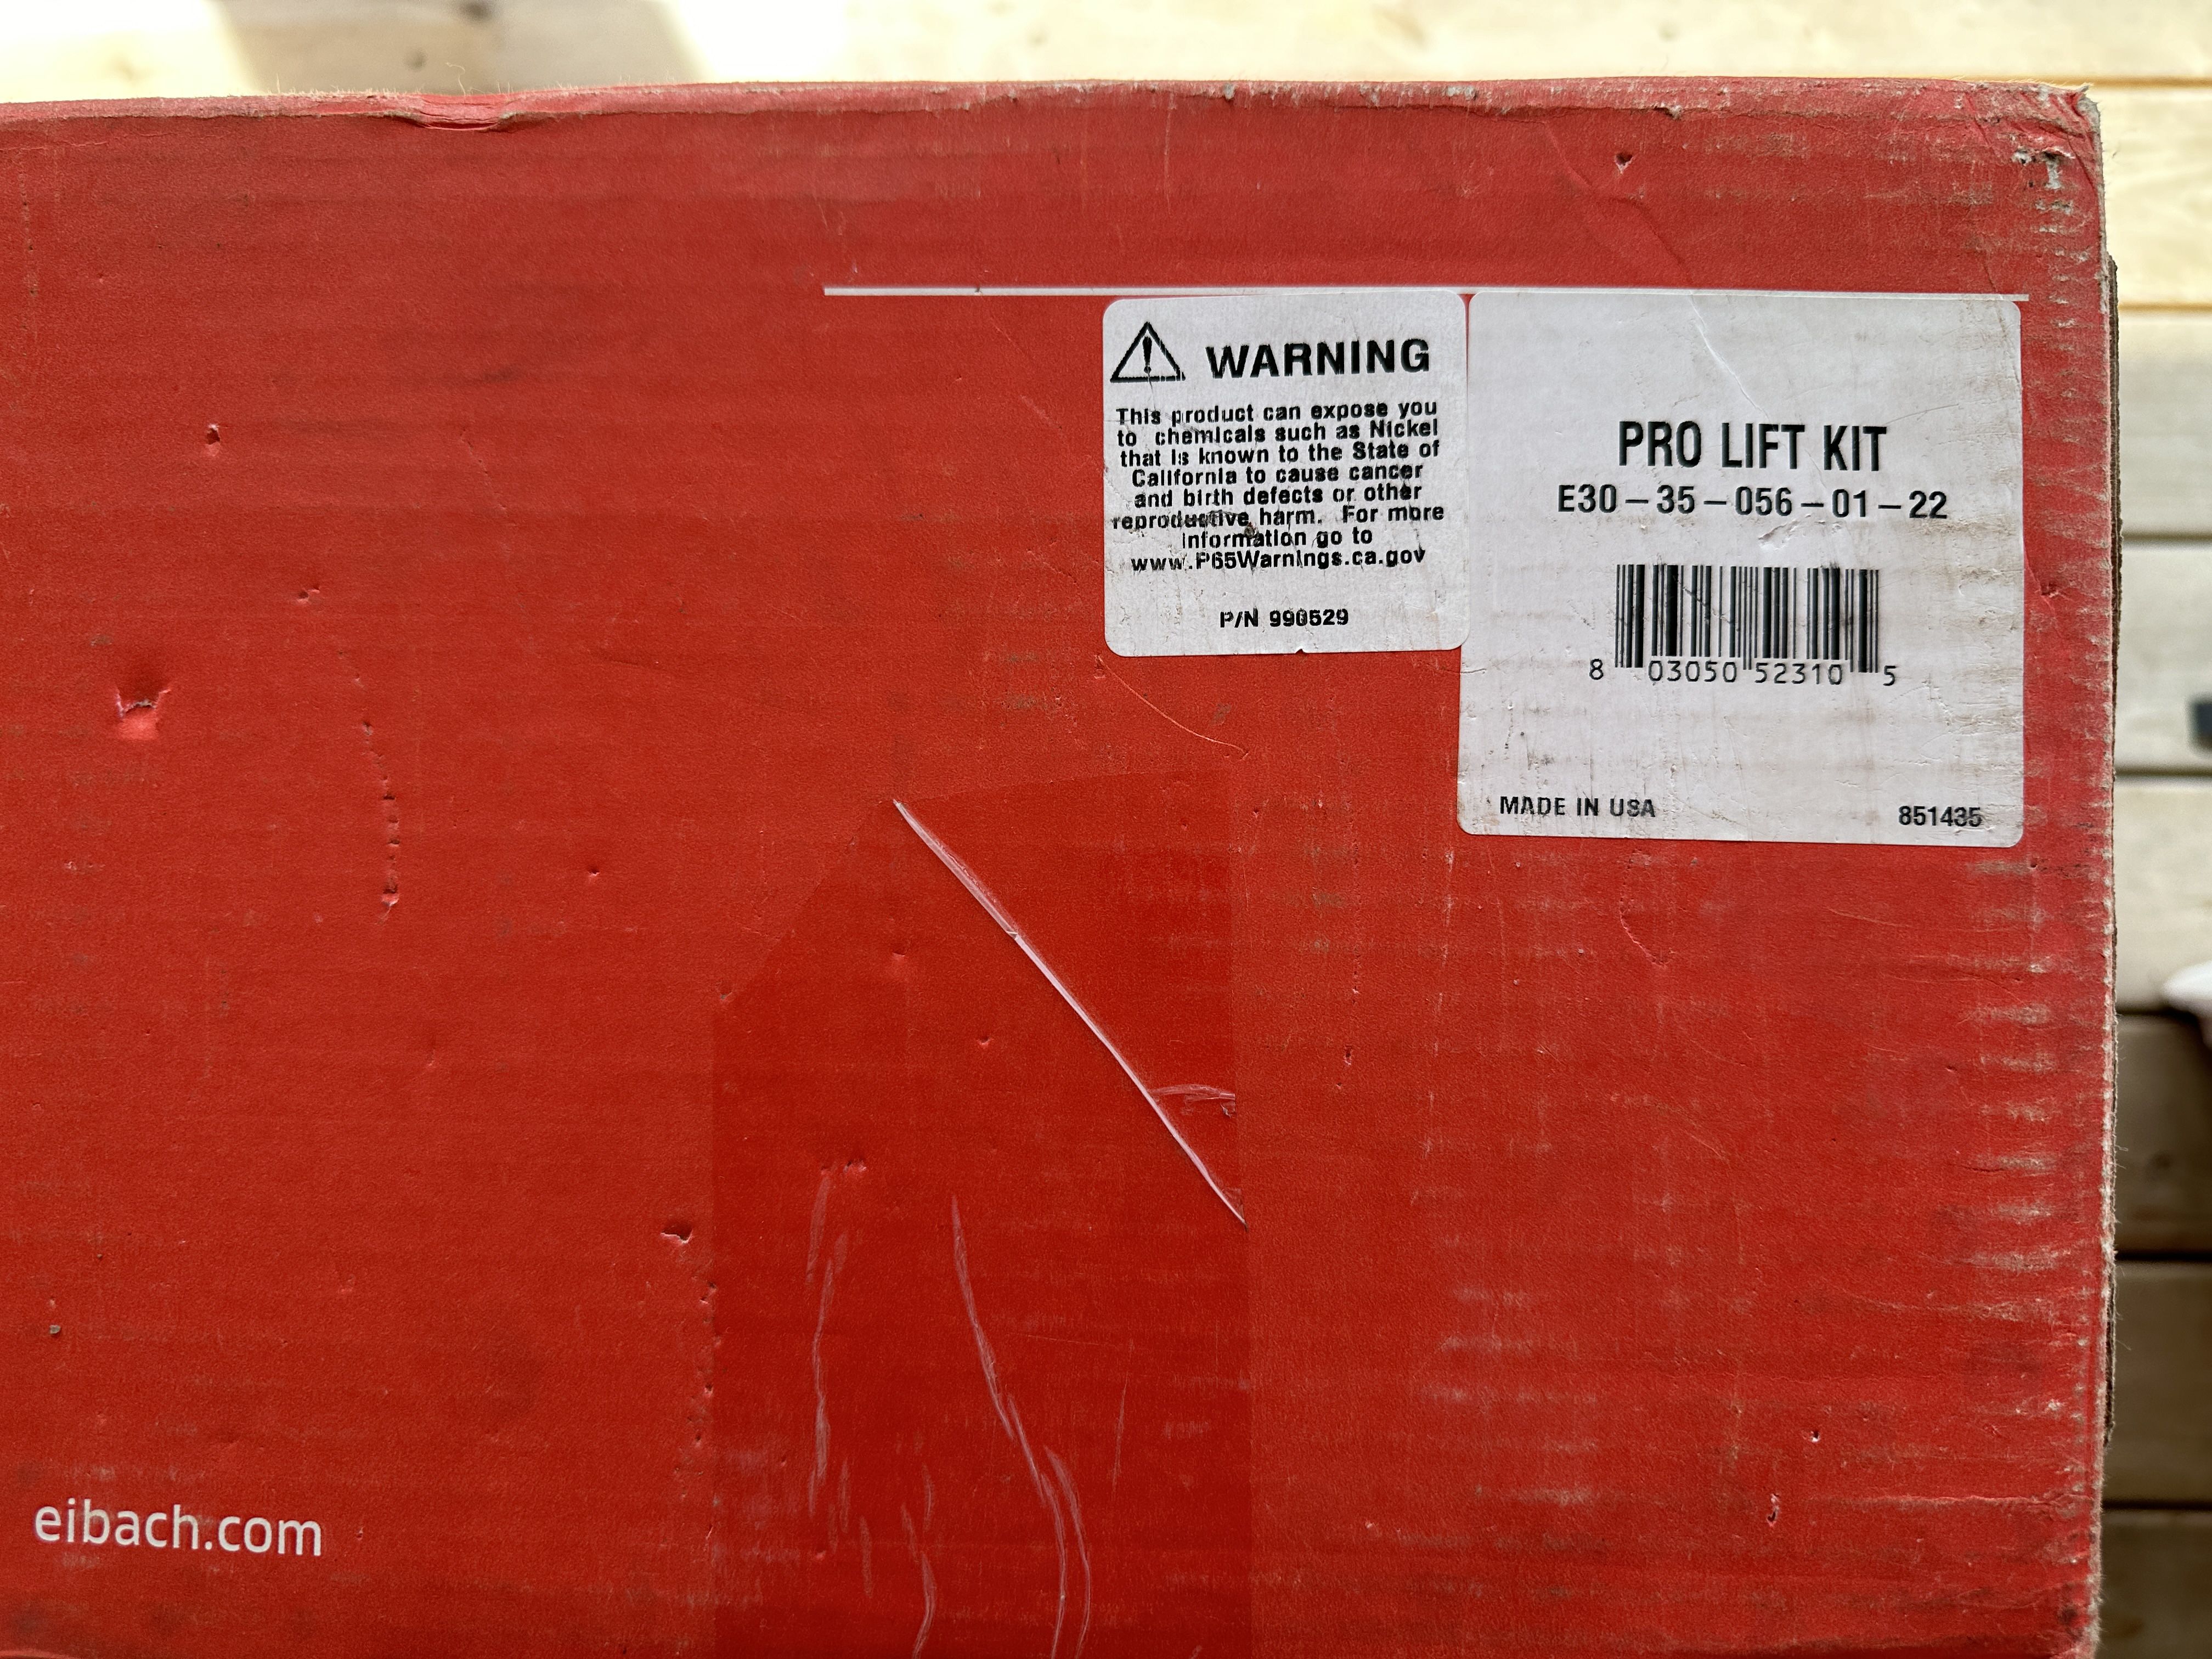 WARNING
This product can expose you
to chemicals such as Nickel
that is known to the State of
California to cause cancer
and birth defects or other
reproductive harm. For more
information go to
www.P65Warnings.ca.gov
P/N 990529
PRO LIFT KIT
E30-35-056-01-22
8 03050 52310 5
MADE IN USA
851435
eibach.com